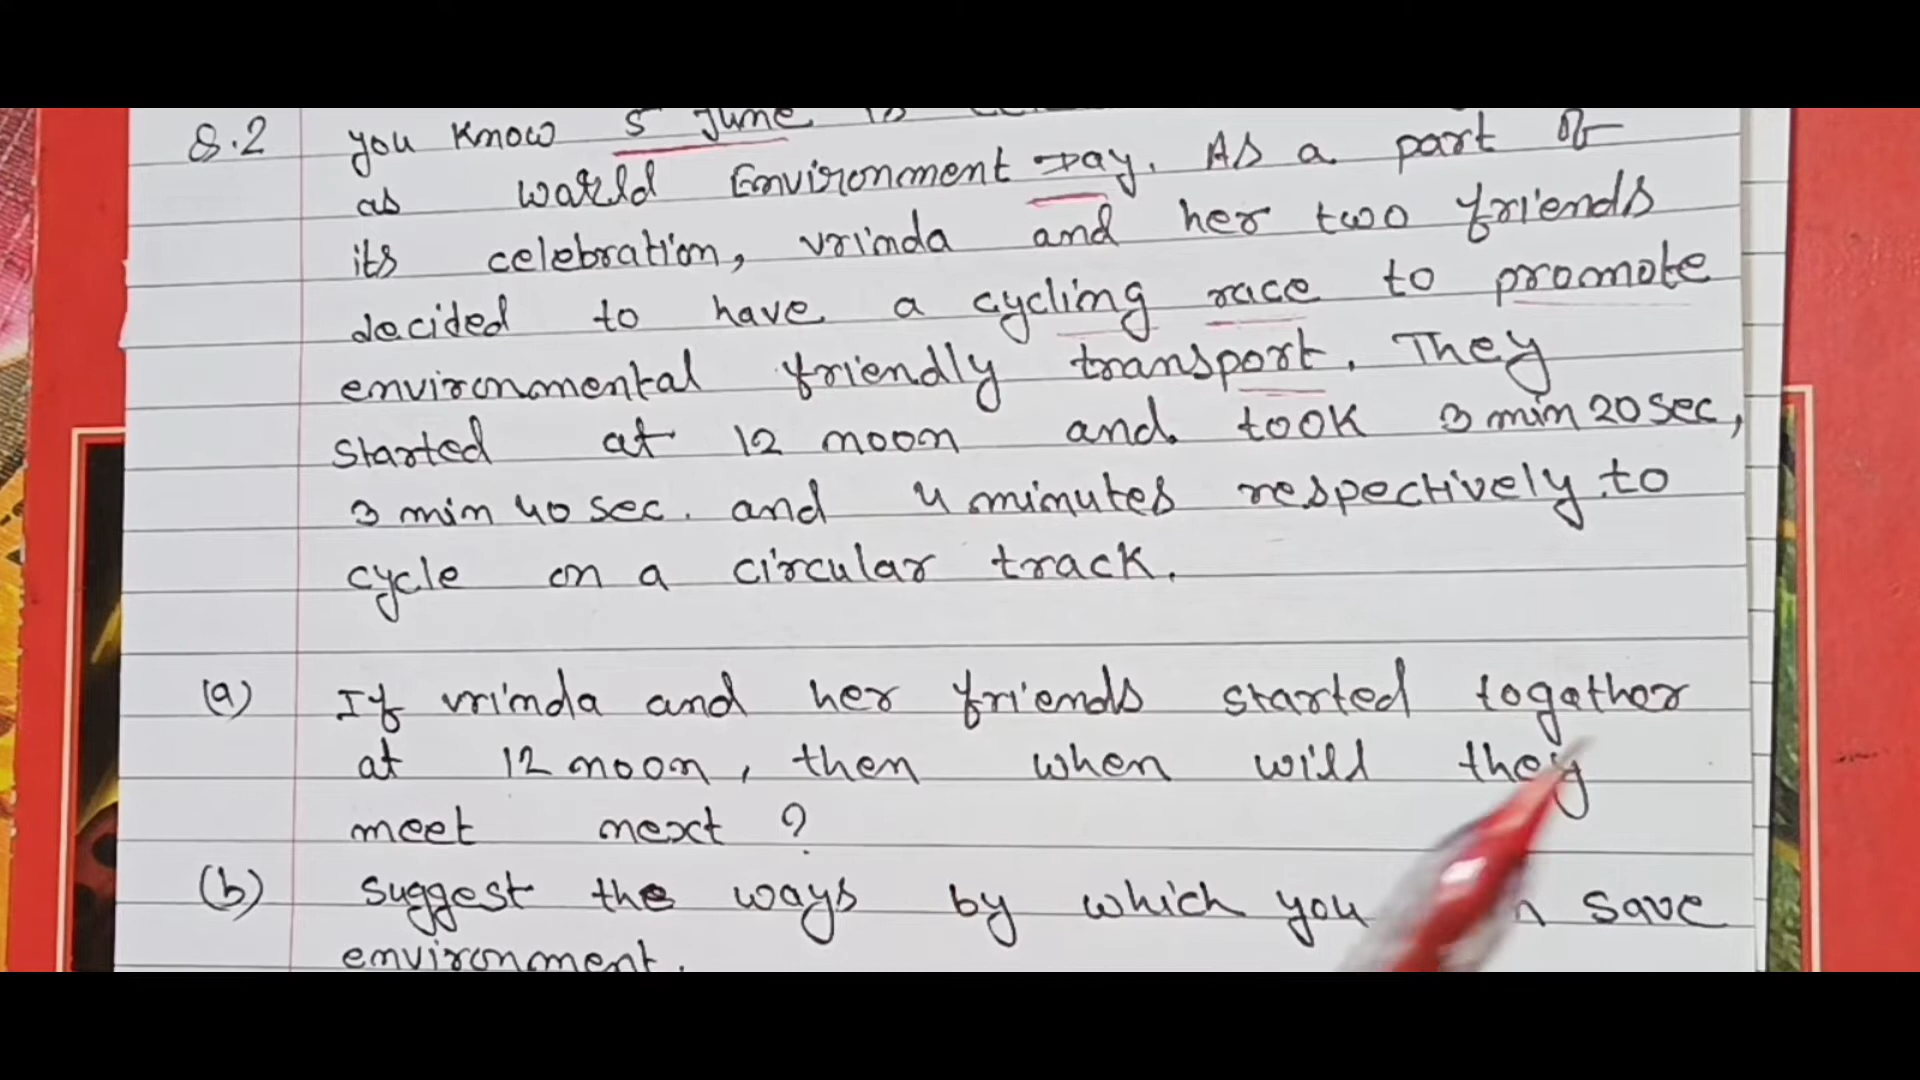 Q.2 you know 5 June is
as world Environment Day. As a part of
its celebration, vrinda and her two friends
decided to have a cycling race to promote
environmental friendly transport. They
started at 12 noon and took 3 min 20 sec,
3 min 40 sec. and 4 minutes respectively to
cycle on a circular track.
(a) If vrinda and her friends started togather
at 12 noon, then when will they
meet next ?
(b) suggest the ways by which you save
environment.